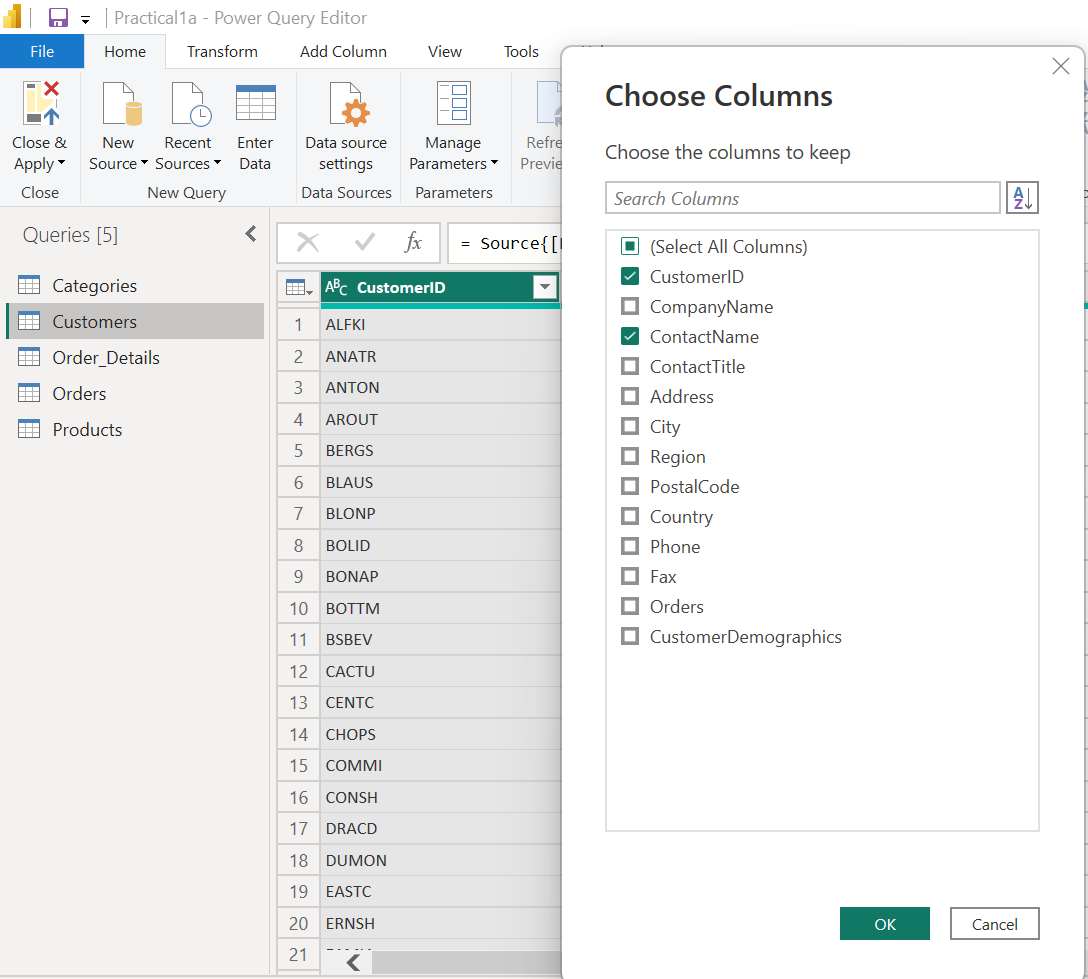 Practical1a - Power Query Editor
File Home Transform Add Column View Tools
Close & Apply
New Source
Recent Sources
Enter Data
Data source settings
Manage Parameters
Close New Query Data Sources Parameters
Queries [5]
Categories
Customers
Order_Details
Orders
Products
fx = Source{[
ABC CustomerID
1 ALFKI
2 ANATR
3 ANTON
4 AROUT
5 BERGS
6 BLAUS
7 BLONP
8 BOLID
9 BONAP
10 BOTTM
11 BSBEV
12 CACTU
13 CENTC
14 CHOPS
15 COMMI
16 CONSH
17 DRACD
18 DUMON
19 EASTC
20 ERNSH
21
Choose Columns
Choose the columns to keep
Search Columns
AZ
(Select All Columns)
CustomerID
CompanyName
ContactName
ContactTitle
Address
City
Region
PostalCode
Country
Phone
Fax
Orders
CustomerDemographics
OK Cancel